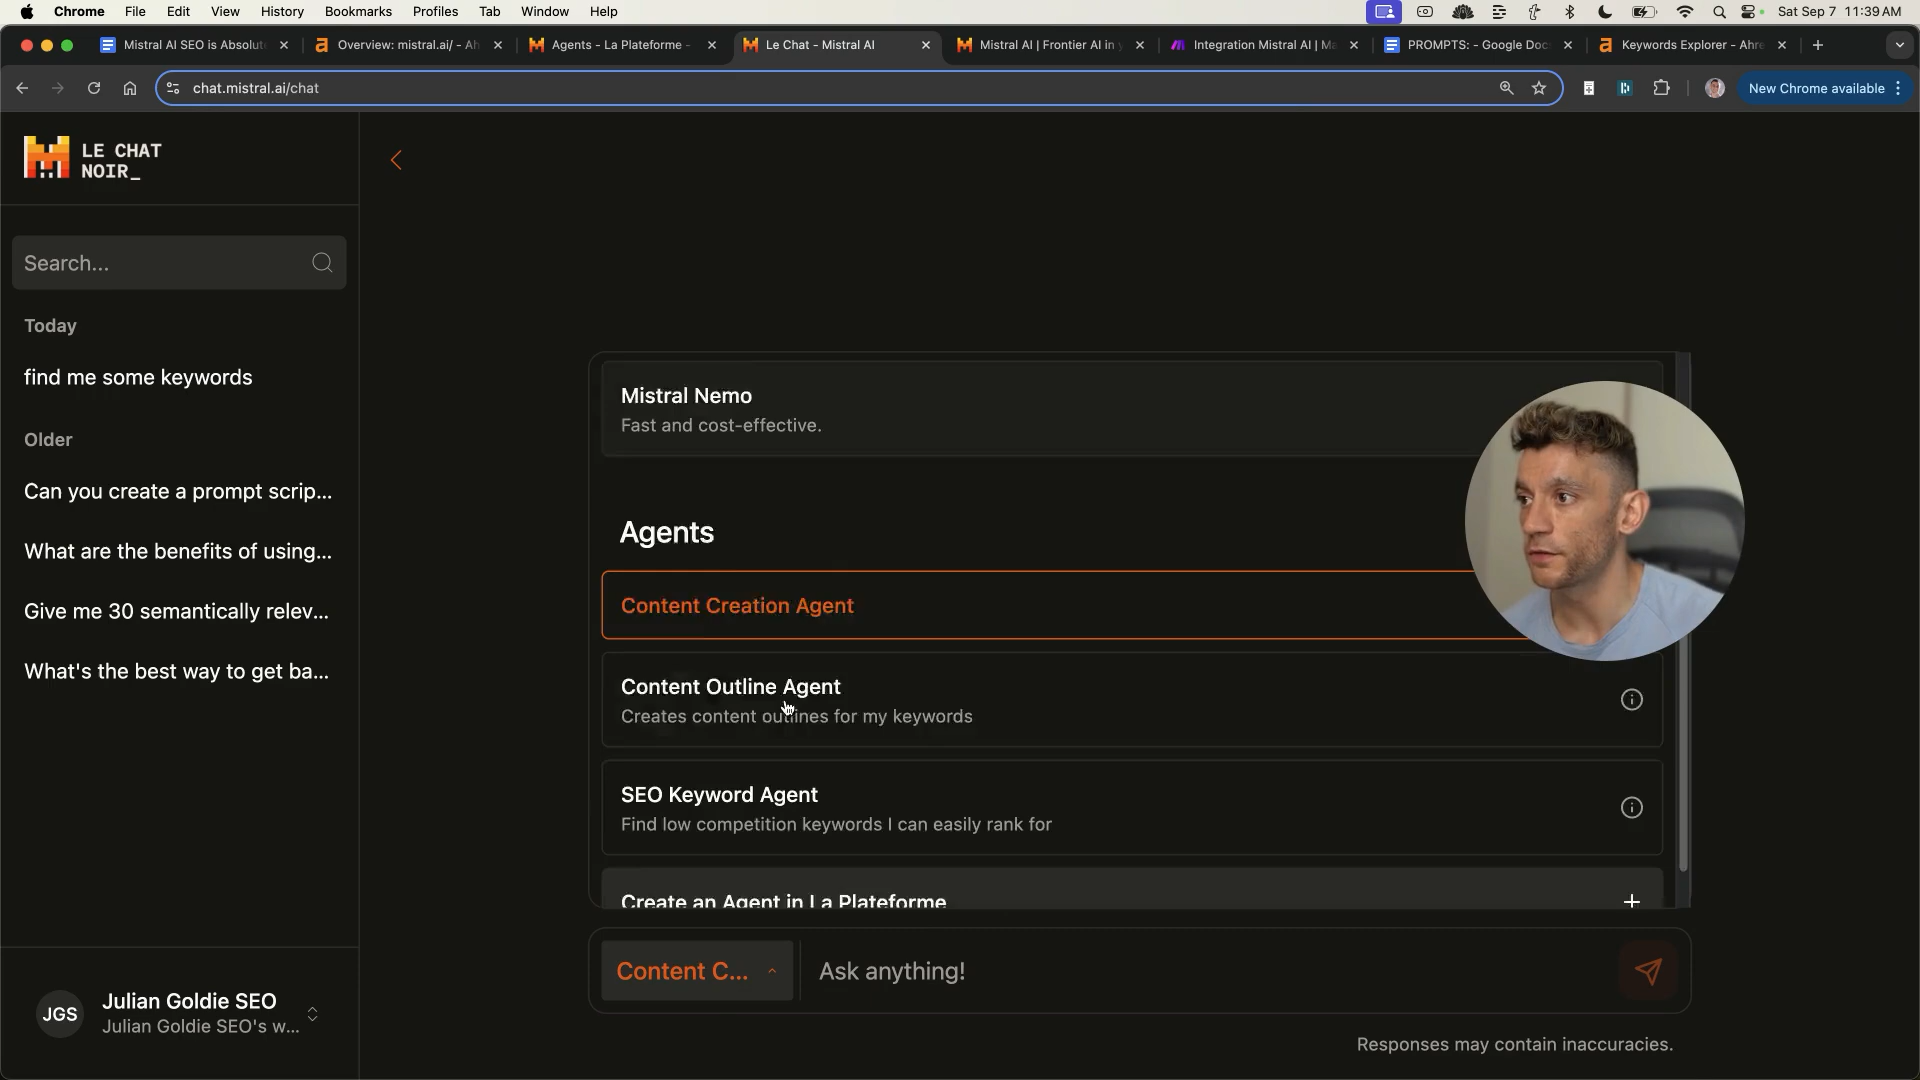 Chrome File Edit View History Bookmarks Profiles Tab Window Help Sat Sep 7 11:39 AM
Mistral AI SEO is Absolut Overview: mistral.ai/ - Ah Agents - La Plateforme - Le Chat - Mistral AI Mistral AI | Frontier AI in y Integration Mistral AI | Ma PROMPTS: - Google Doc Keywords Explorer - Ahre
chat.mistral.ai/chat New Chrome available
LE CHAT
NOIR_
Search...
Today
find me some keywords
Older
Can you create a prompt scrip...
What are the benefits of using...
Give me 30 semantically relev...
What's the best way to get ba...
JGS
Julian Goldie SEO
Julian Goldie SEO's w...
Mistral Nemo
Fast and cost-effective.
Agents
Content Creation Agent
Content Outline Agent
Creates content outlines for my keywords
SEO Keyword Agent
Find low competition keywords I can easily rank for
Create an Agent in La Plateforme
Content C... Ask anything!
Responses may contain inaccuracies.